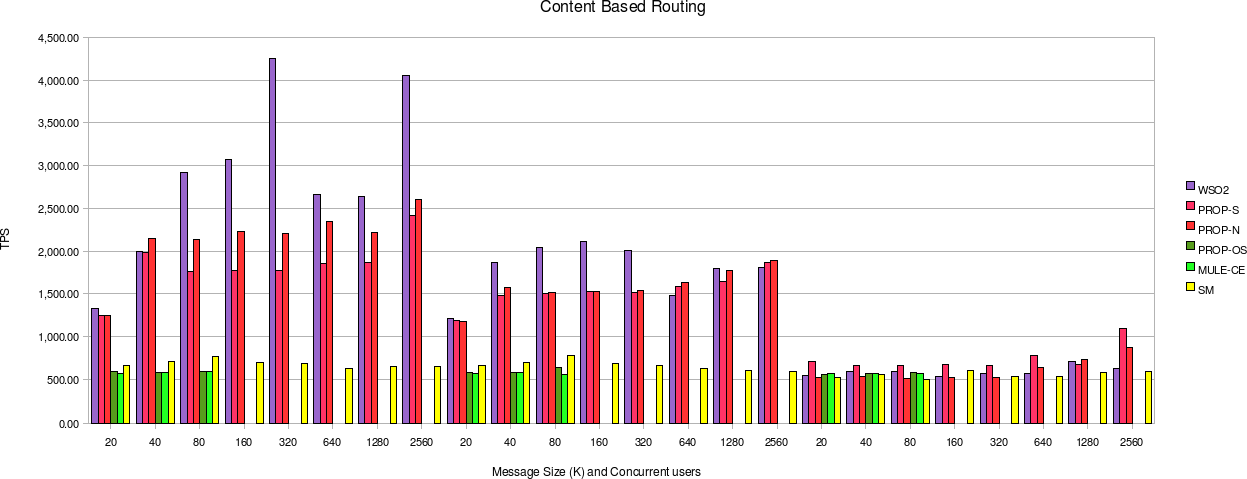 Content Based Routing
4,500.00
4,000.00
3,500.00
3,000.00
2,500.00
2,000.00
1,500.00
1,000.00
500.00
0.00
TPS
20 40 80 160 320 640 1280 2560 20 40 80 160 320 640 1280 2560 20 40 80 160 320 640 1280 2560
Message Size (K) and Concurrent users
WSO2
PROP-S
PROP-N
PROP-OS
MULE-CE
SM